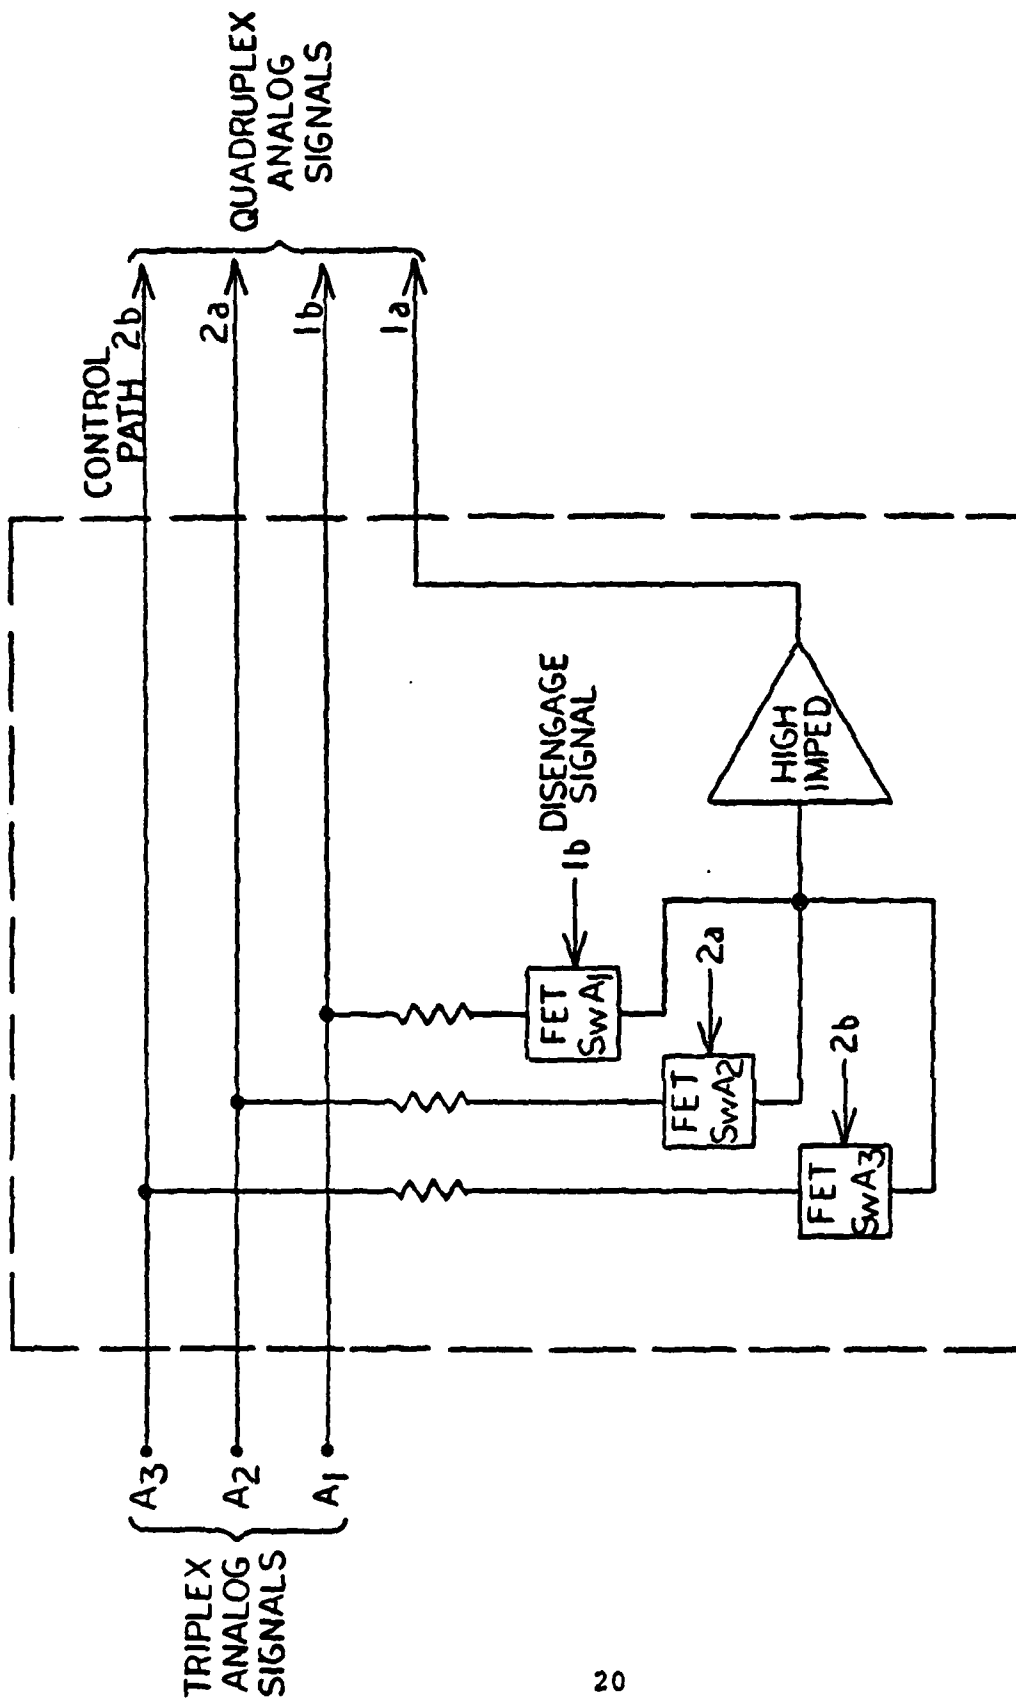 TRIPLEX
ANALOG
SIGNALS
A3
A2
A1
CONTROL
PATH 2b
2a
1b
1a
QUADRUPLEX
ANALOG
SIGNALS
FET
SWA1
1b DISENGAGE
SIGNAL
FET
SWA2
2a
FET
SWA3
2b
HIGH
IMPED
20